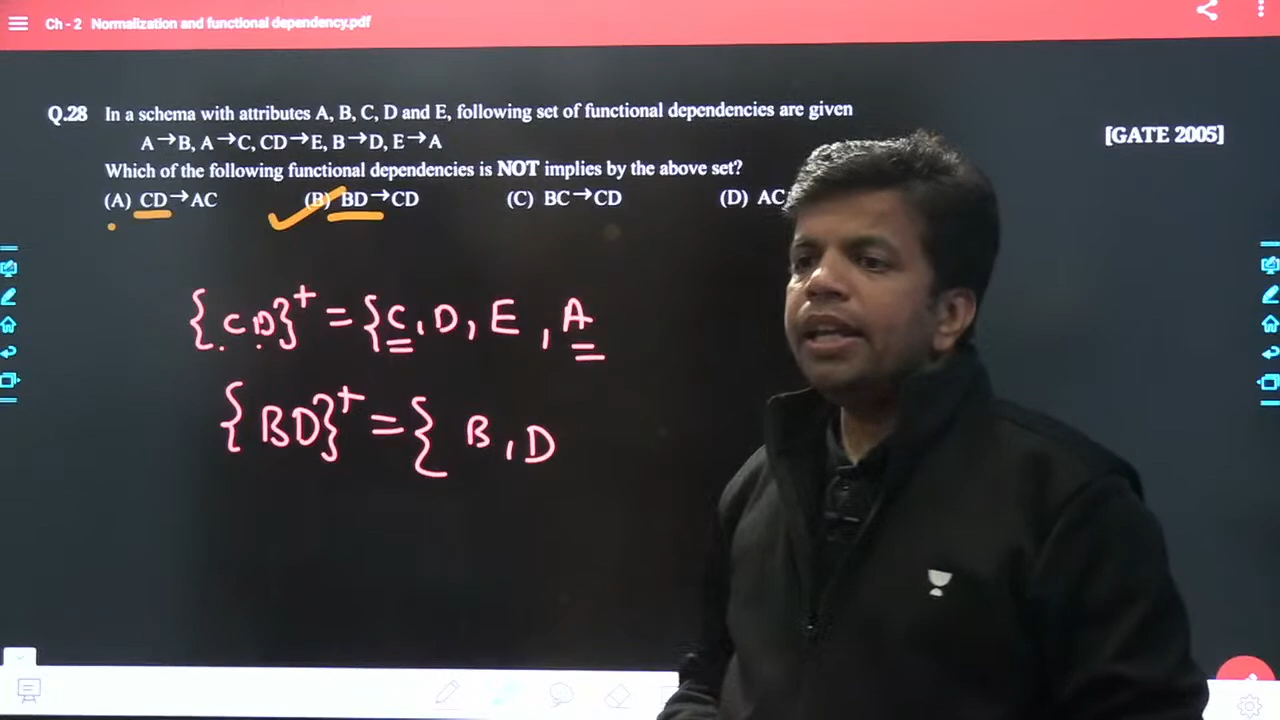 Ch - 2 Normalization and functional dependency.pdf
Q.28 In a schema with attributes A, B, C, D and E, following set of functional dependencies are given
A→B, A→C, CD→E, B→D, E→A
[GATE 2005]
Which of the following functional dependencies is NOT implies by the above set?
(A) CD→AC (B) BD→CD (C) BC→CD (D) AC
{CD}+ = {C, D, E, A
{BD}+ = { B, D